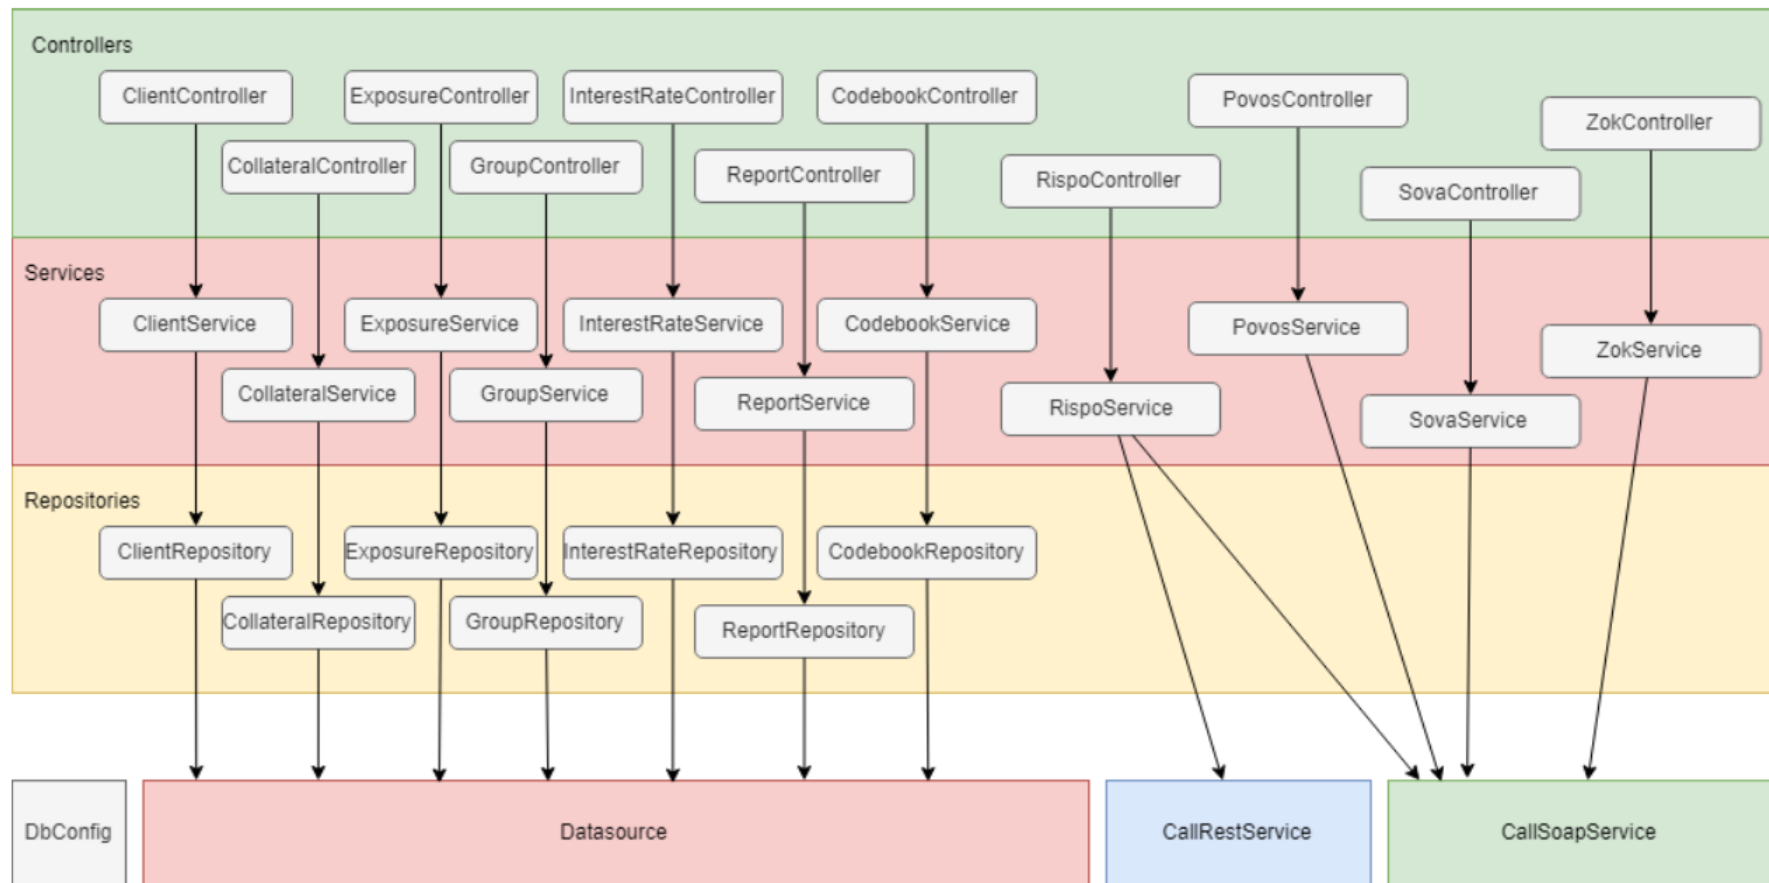 Controllers
ClientController
ExposureController
InterestRateController
CodebookController
PovosController
ZokController
CollateralController
GroupController
ReportController
RispoController
SovaController
Services
ClientService
ExposureService
InterestRateService
CodebookService
PovosService
ZokService
CollateralService
GroupService
ReportService
RispoService
SovaService
Repositories
ClientRepository
ExposureRepository
InterestRateRepository
CodebookRepository
CollateralRepository
GroupRepository
ReportRepository
DbConfig
Datasource
CallRestService
CallSoapService